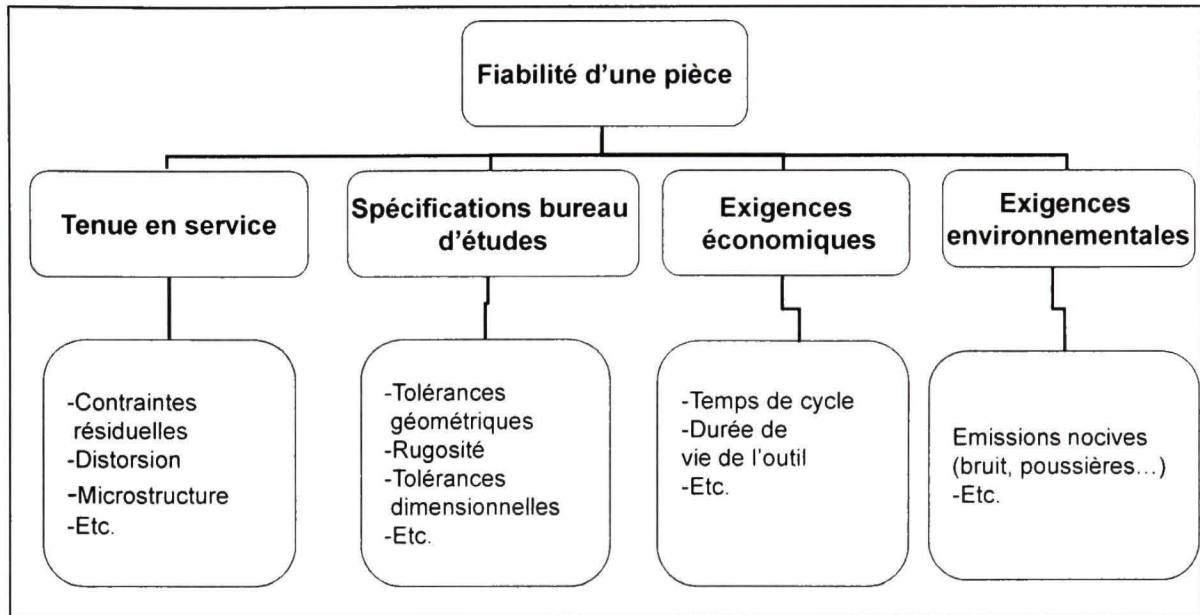 Fiabilité d'une pièce
Tenue en service
Spécifications bureau
d'études
Exigences
économiques
Exigences
environnementales
-Contraintes
résiduelles
-Distorsion
-Microstructure
-Etc.
-Tolérances
géométriques
-Rugosité
-Tolérances
dimensionnelles
-Etc.
-Temps de cycle
-Durée de
vie de l'outil
-Etc.
Emissions nocives
(bruit, poussières...)
-Etc.